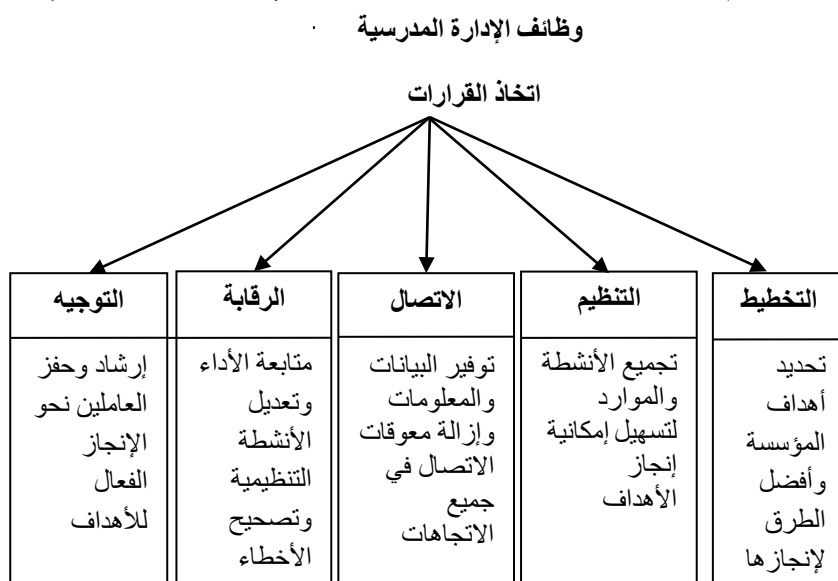 وظائف الإدارة المدرسية
اتخاذ القرارات
التخطيط
تحديد
أهداف
المؤسسة
وأفضل
الطرق
لإنجازها
التنظيم
تجميع الأنشطة
والموارد
لتسهيل إمكانية
إنجاز
الأهداف
الاتصال
توفير البيانات
والمعلومات
وإزالة معوقات
الاتصال في
جميع
الاتجاهات
الرقابة
متابعة الأداء
وتعديل
الأنشطة
التنظيمية
وتصحيح
الأخطاء
التوجيه
إرشاد وحفز
العاملين نحو
الإنجاز
الفعال
للأهداف